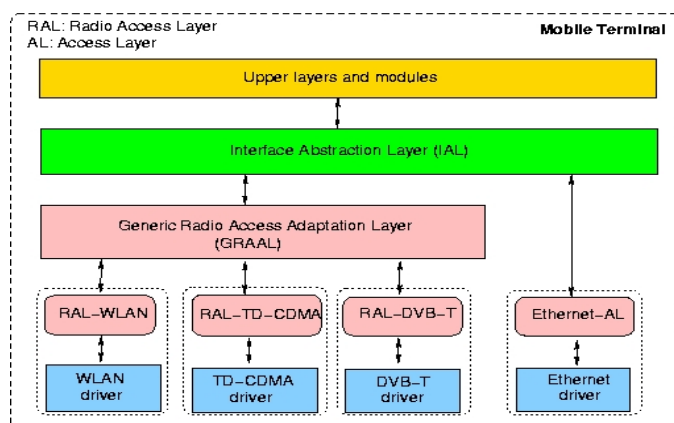 RAL: Radio Access Layer
AL: Access Layer
Mobile Terminal
Upper layers and modules
Interface Abstraction Layer (IAL)
Generic Radio Access Adaptation Layer
(GRAAL)
RAL-WLAN
RAL-TD-CDMA
RAL-DVB-T
Ethernet-AL
WLAN
driver
TD-CDMA
driver
DVB-T
driver
Ethernet
driver